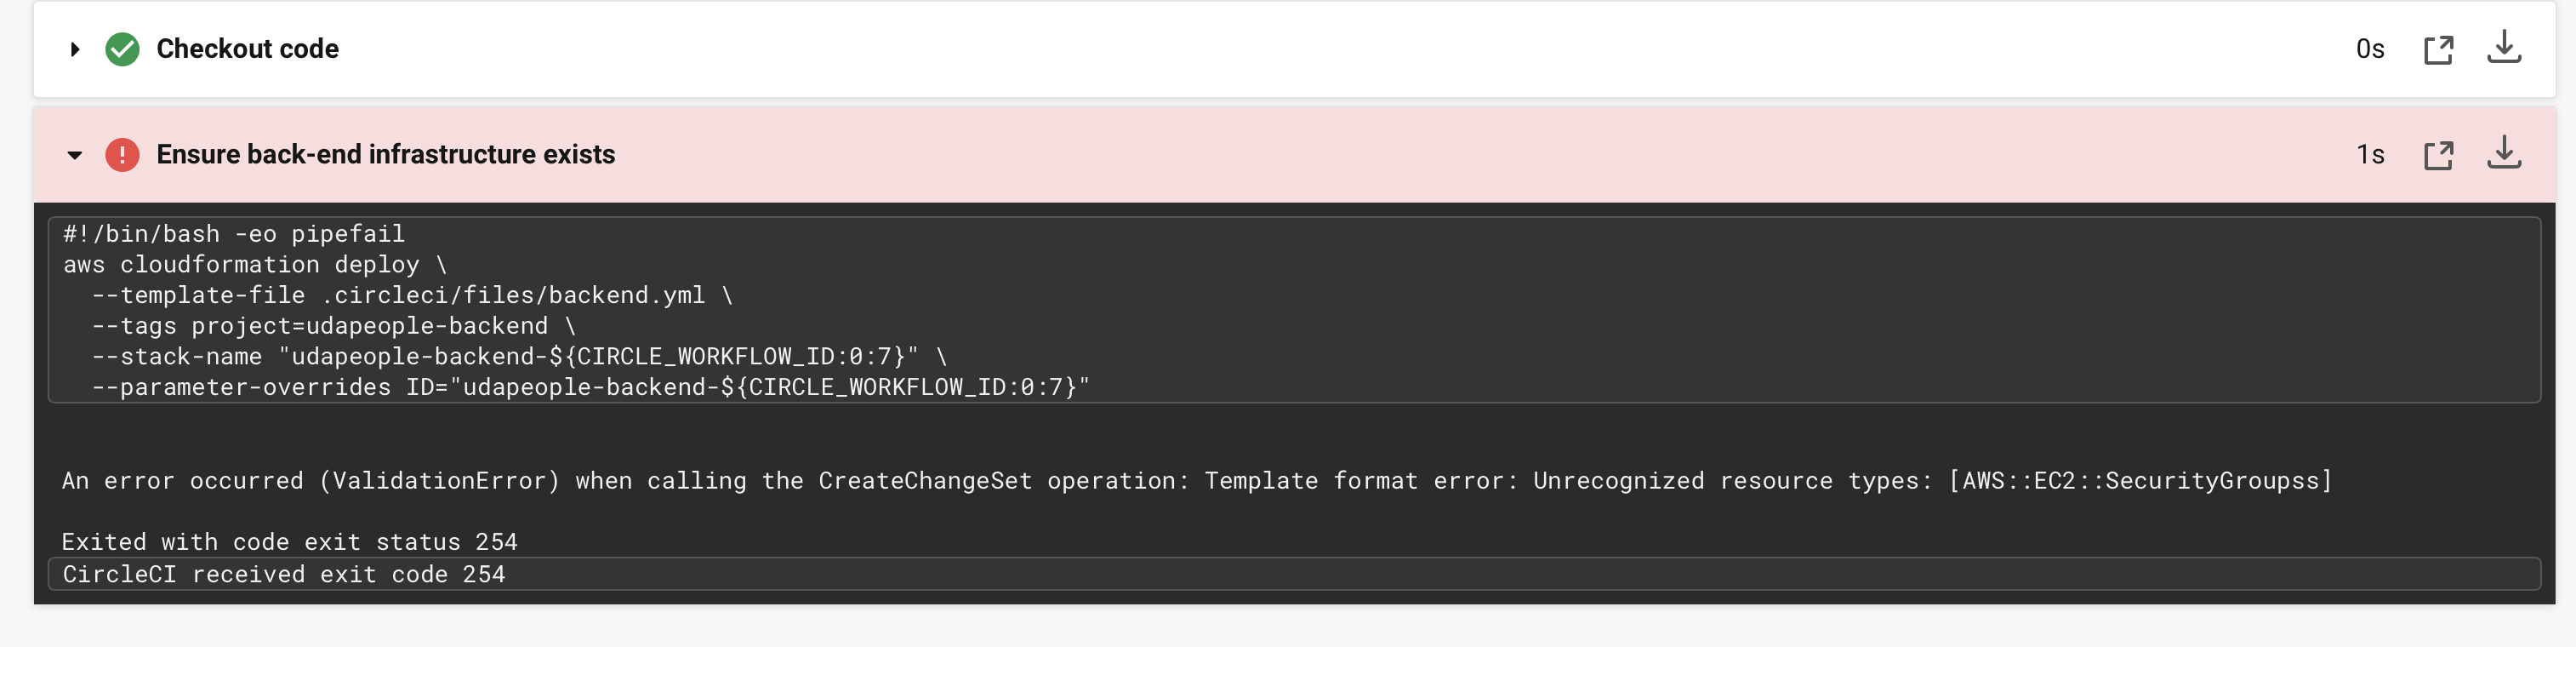 Checkout code 0s
Ensure back-end infrastructure exists 1s
#!/bin/bash -eo pipefail
aws cloudformation deploy \
  --template-file .circleci/files/backend.yml \
  --tags project=udapeople-backend \
  --stack-name "udapeople-backend-${CIRCLE_WORKFLOW_ID:0:7}" \
  --parameter-overrides ID="udapeople-backend-${CIRCLE_WORKFLOW_ID:0:7}"
An error occurred (ValidationError) when calling the CreateChangeSet operation: Template format error: Unrecognized resource types: [AWS::EC2::SecurityGroupss]
Exited with code exit status 254
CircleCI received exit code 254